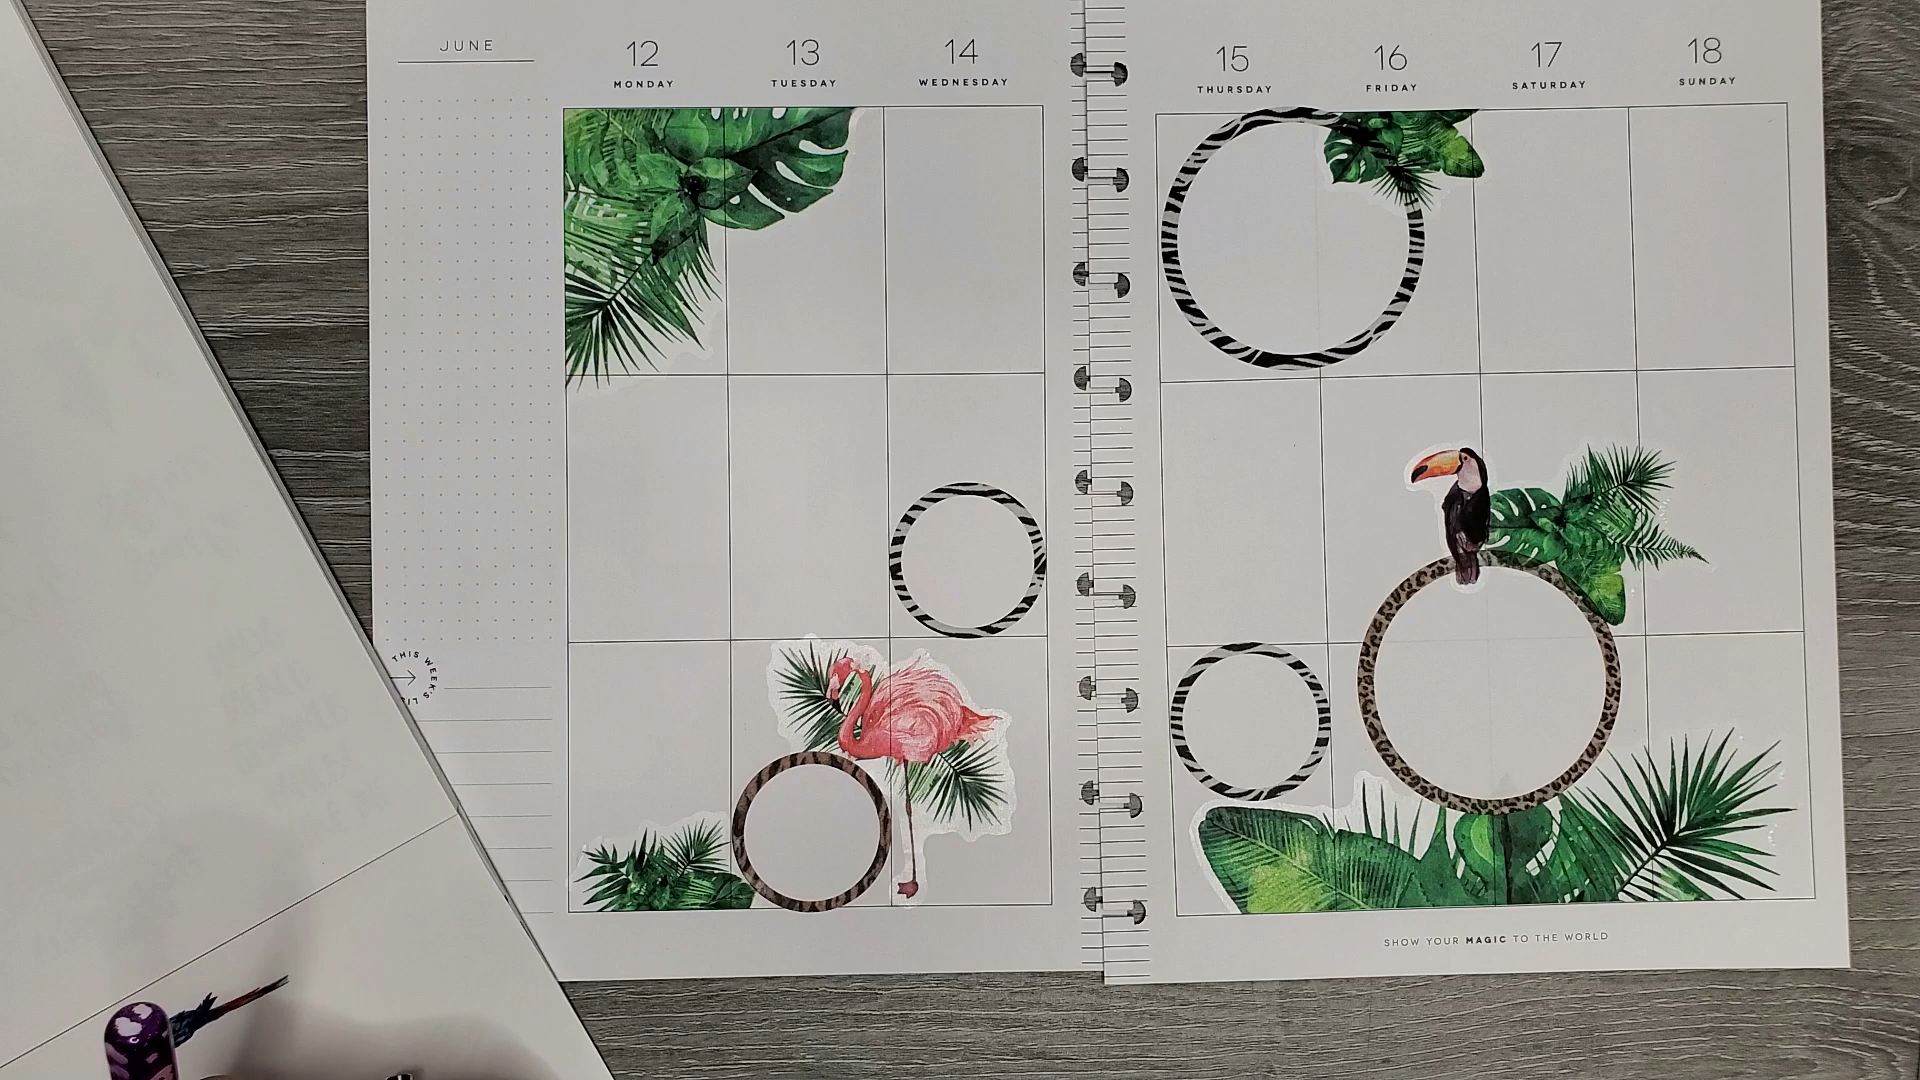 JUNE
12
MONDAY
13
TUESDAY
14
WEDNESDAY
15
THURSDAY
16
FRIDAY
17
SATURDAY
18
SUNDAY
THIS WEEK'S
SHOW YOUR MAGIC TO THE WORLD